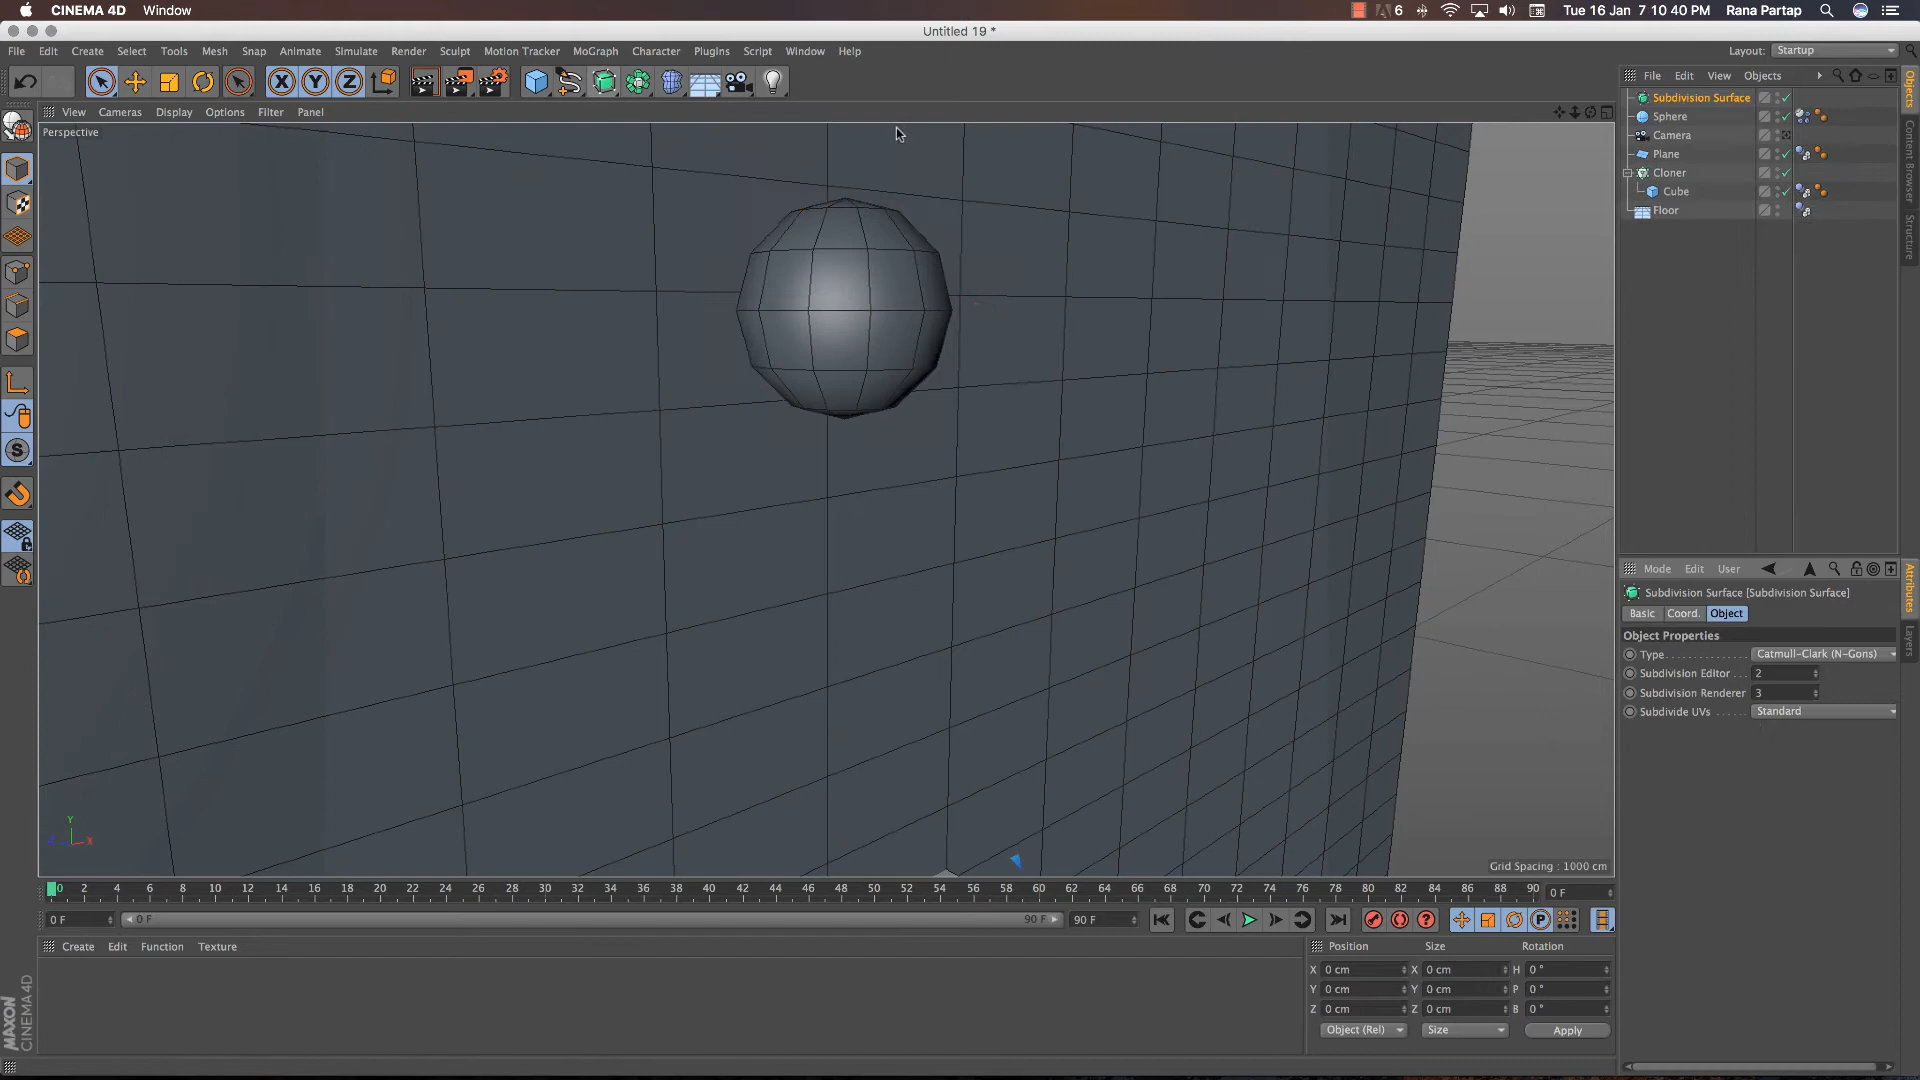 CINEMA 4D Window 6 Tue 16 Jan 7 10 40 PM Rana Partap
Untitled 19 *
File Edit Create Select Tools Mesh Snap Animate Simulate Render Sculpt Motion Tracker MoGraph Character Plugins Script Window Help Layout: Startup
X Y Z
File Edit View Objects
View Cameras Display Options Filter Panel
Perspective
Subdivision Surface
Sphere
Camera
Plane
Cloner
Cube
Floor
Objects
Content Browser
Structure
Mode Edit User
Subdivision Surface [Subdivision Surface]
Basic Coord. Object
Object Properties
Type Catmull-Clark (N-Gons)
Subdivision Editor 2
Subdivision Renderer 3
Subdivide UVs Standard
Attributes
Layers
Y
Z X
Grid Spacing : 1000 cm
0 2 4 6 8 10 12 14 16 18 20 22 24 26 28 30 32 34 36 38 40 42 44 46 48 50 52 54 56 58 60 62 64 66 68 70 72 74 76 78 80 82 84 86 88 90 0 F
0 F 0 F 90 F 90 F
Create Edit Function Texture
Position Size Rotation
X 0 cm X 0 cm H 0 °
Y 0 cm Y 0 cm P 0 °
Z 0 cm Z 0 cm B 0 °
Object (Rel) Size Apply
MAXON
CINEMA4D